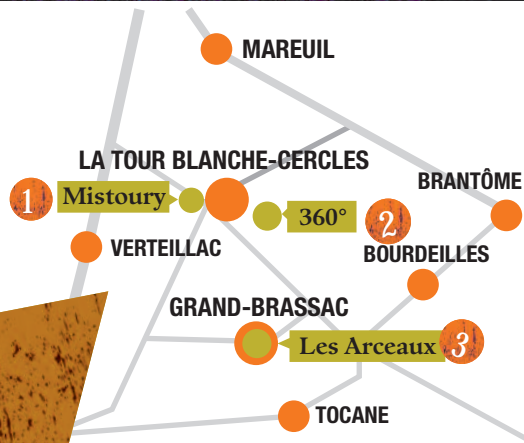 MAREUIL
LA TOUR BLANCHE-CERCLES
BRANTÔME
1 Mistoury
360° 2
VERTEILLAC
BOURDEILLES
GRAND-BRASSAC
Les Arceaux 3
TOCANE